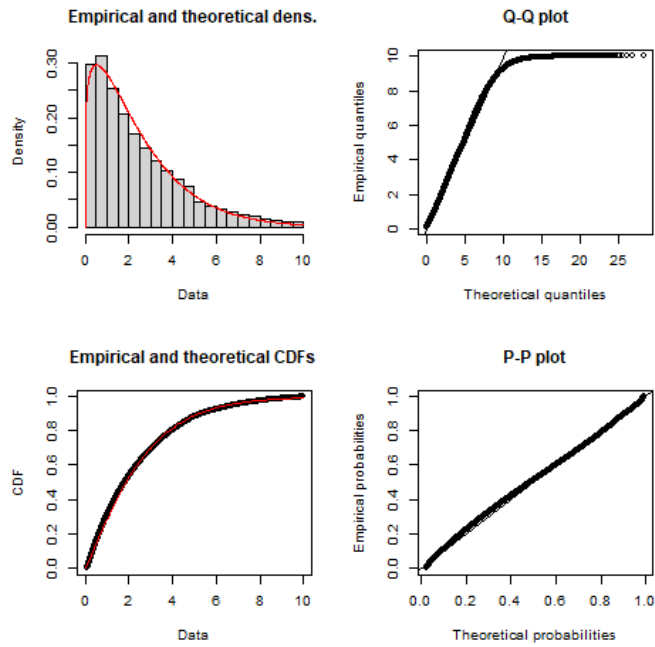 Empirical and theoretical dens.
Density
0.00 0.10 0.20 0.30
0 2 4 6 8 10
Data
Q-Q plot
Empirical quantiles
0 2 4 6 8 10
0 5 10 15 20 25
Theoretical quantiles
Empirical and theoretical CDFs
CDF
0.0 0.2 0.4 0.6 0.8 1.0
0 2 4 6 8 10
Data
P-P plot
Empirical probabilities
0.0 0.2 0.4 0.6 0.8 1.0
0.0 0.2 0.4 0.6 0.8 1.0
Theoretical probabilities